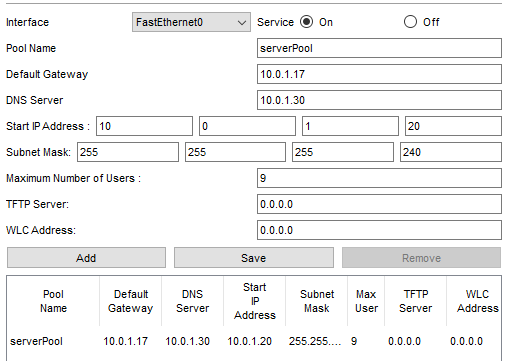 Interface FastEthernet0 Service On Off
Pool Name serverPool
Default Gateway 10.0.1.17
DNS Server 10.0.1.30
Start IP Address : 10 0 1 20
Subnet Mask: 255 255 255 240
Maximum Number of Users : 9
TFTP Server: 0.0.0.0
WLC Address: 0.0.0.0
Add Save Remove
Pool Name Default Gateway DNS Server Start IP Address Subnet Mask Max User TFTP Server WLC Address
serverPool 10.0.1.17 10.0.1.30 10.0.1.20 255.255.... 9 0.0.0.0 0.0.0.0